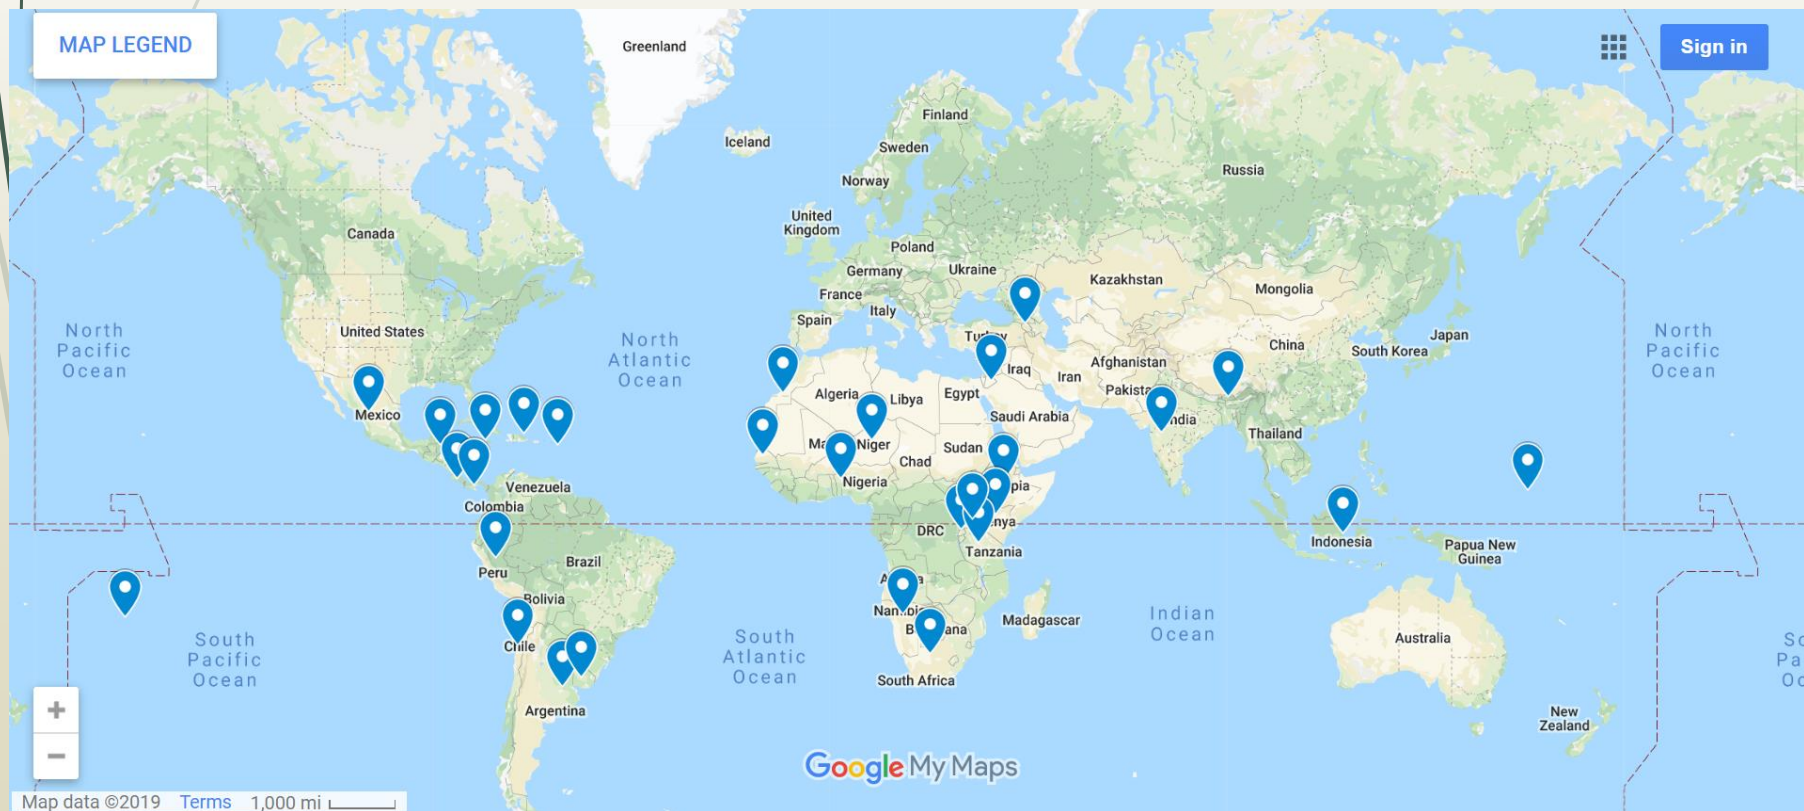 MAP LEGEND
Sign in
Greenland
Iceland
Finland
Sweden
Norway
Russia
United
Kingdom
Canada
Poland
Germany
Ukraine
Kazakhstan
Mongolia
France
Italy
Spain
United States
North
Pacific
Ocean
North
Atlantic
Ocean
Japan
South Korea
China
North
Pacific
Ocean
Afghanistan
Iraq
Iran
Algeria
Libya
Egypt
Saudi Arabia
Mexico
Thailand
Niger
Sudan
Chad
Nigeria
Venezuela
Colombia
DRC
Tanzania
Indonesia
Papua New
Guinea
Brazil
Peru
Bolivia
Madagascar
Indian
Ocean
South
Pacific
Ocean
South
Atlantic
Ocean
Chile
Australia
South Africa
Argentina
New
Zealand
+
−
Google My Maps
Map data ©2019 Terms 1,000 mi